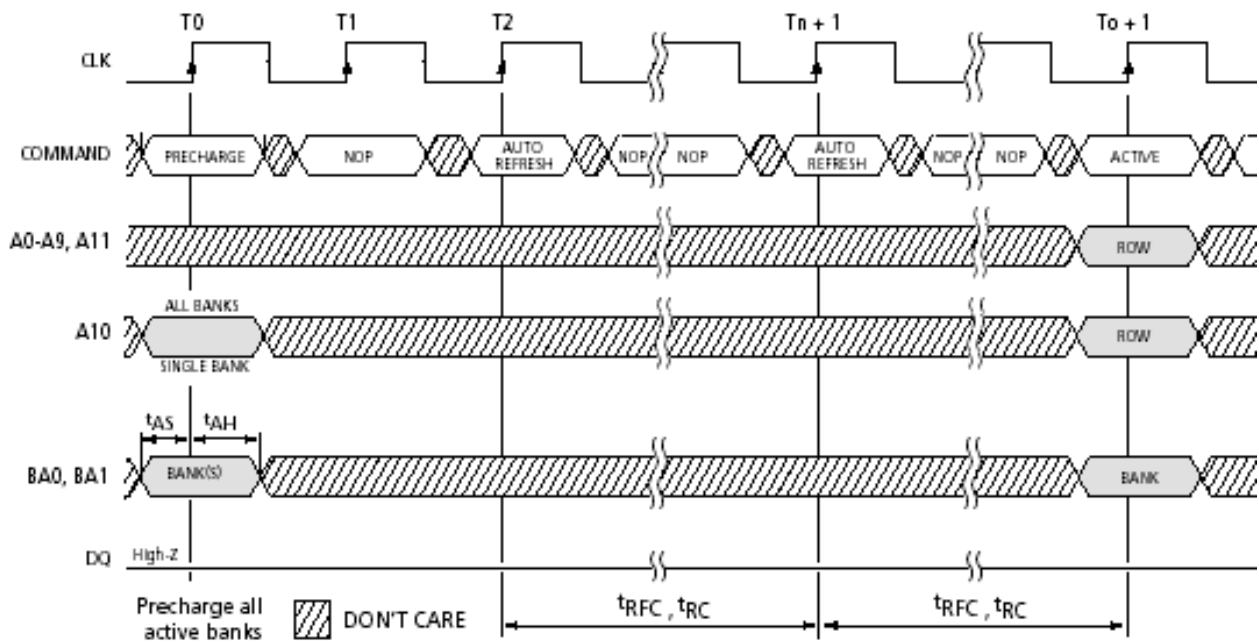 T0 T1 T2 Tn + 1 To + 1
CLK
COMMAND PRECHARGE NOP AUTO REFRESH NOP NOP AUTO REFRESH NOP NOP ACTIVE
A0-A9, A11 ROW
ALL BANKS
A10 ROW
SINGLE BANK
tAS tAH
BA0, BA1 BANK(S) BANK
DQ High-Z
Precharge all active banks DON'T CARE tRFC , tRC tRFC , tRC